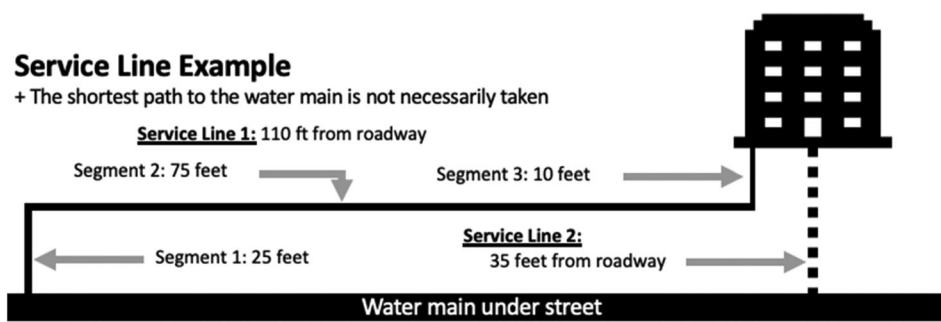 Service Line Example
+ The shortest path to the water main is not necessarily taken
Service Line 1: 110 ft from roadway
Segment 2: 75 feet
Segment 3: 10 feet
Service Line 2:
35 feet from roadway
Segment 1: 25 feet
Water main under street